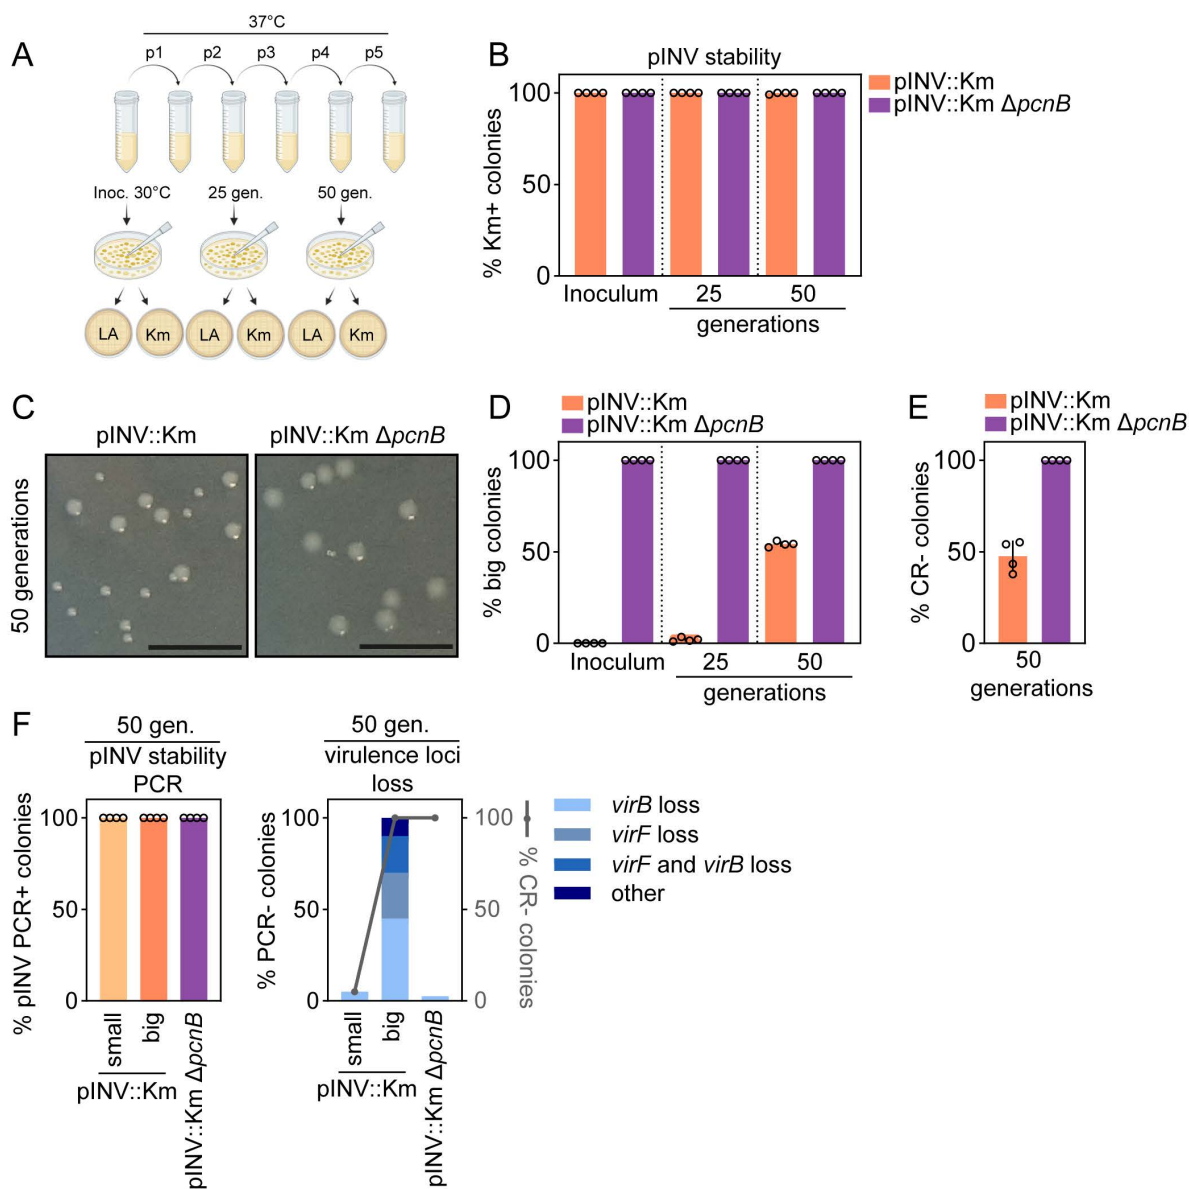 A
37°C
p1 p2 p3 p4 p5
Inoc. 30°C 25 gen. 50 gen.
LA Km LA Km LA Km
B
pINV stability
pINV::Km
pINV::Km ΔpcnB
% Km+ colonies
100
50
0
Inoculum 25 50
generations
C
pINV::Km pINV::Km ΔpcnB
50 generations
D
pINV::Km
pINV::Km ΔpcnB
% big colonies
100
50
0
Inoculum 25 50
generations
E
pINV::Km
pINV::Km ΔpcnB
% CR- colonies
100
50
0
50
generations
F
50 gen.
pINV stability
PCR
% pINV PCR+ colonies
100
50
0
small
big
pINV::Km
pINV::Km ΔpcnB
50 gen.
virulence loci
loss
% PCR- colonies
100
50
0
100
50
0
% CR- colonies
small
big
pINV::Km
pINV::Km ΔpcnB
virB loss
virF loss
virF and virB loss
other